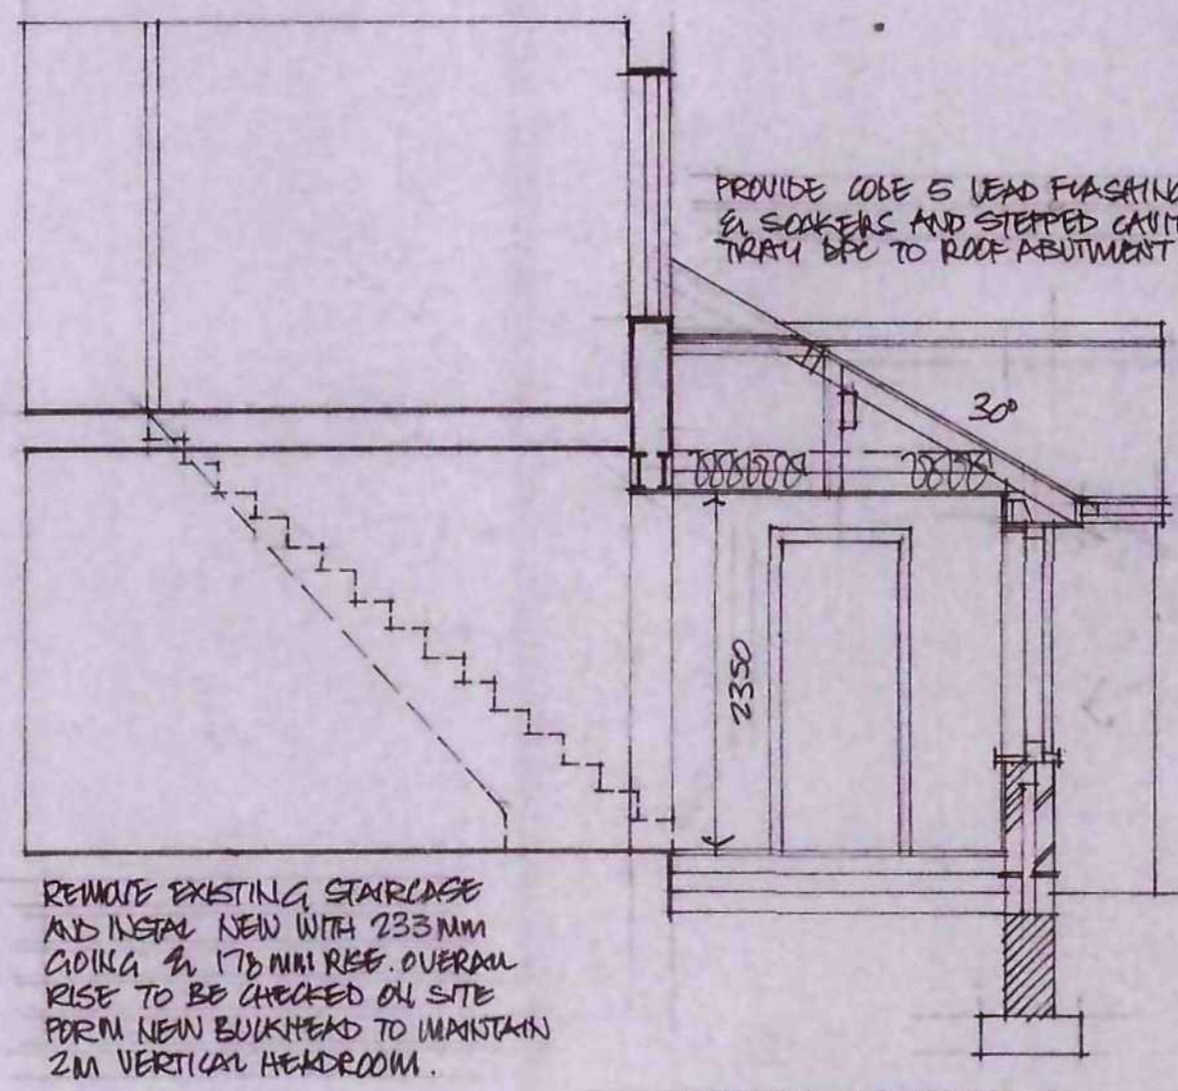 PROVIDE CODE 5 LEAD FLASHING
& SOAKERS AND STEPPED CAVIT
TRAY DPC TO ROOF ABUTMENT
30°
2350
REMOVE EXISTING STAIRCASE
AND INSTAL NEW WITH 233MM
GOING & 178MM RISE. OVERALL
RISE TO BE CHECKED ON SITE
FORM NEW BULKHEAD TO MAINTAIN
2M VERTICAL HEADROOM.